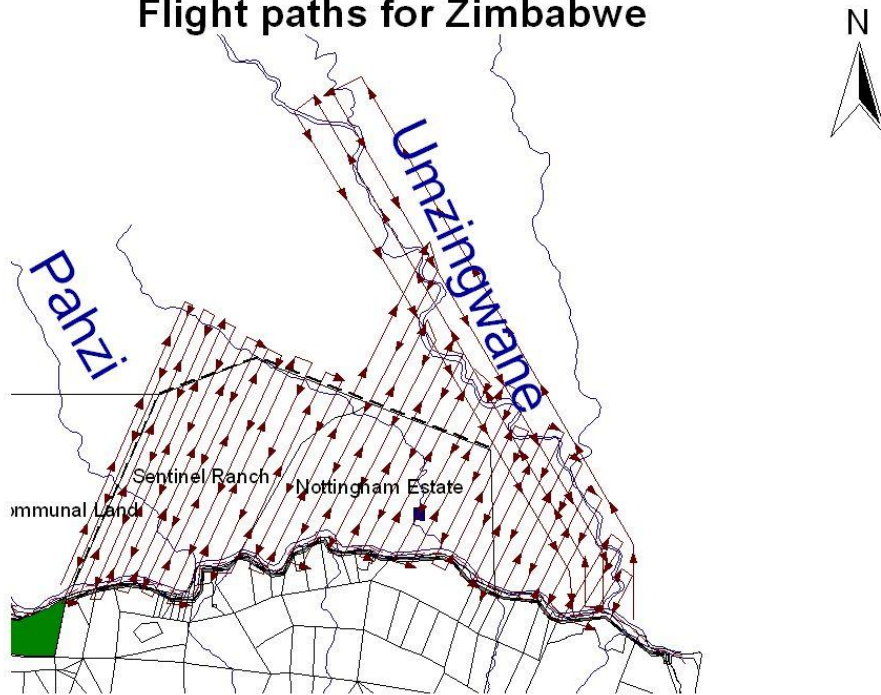 Flight paths for Zimbabwe
N
Umzingwane
Pahzi
Sentinel Ranch
Nottingham Estate
ommunal Land